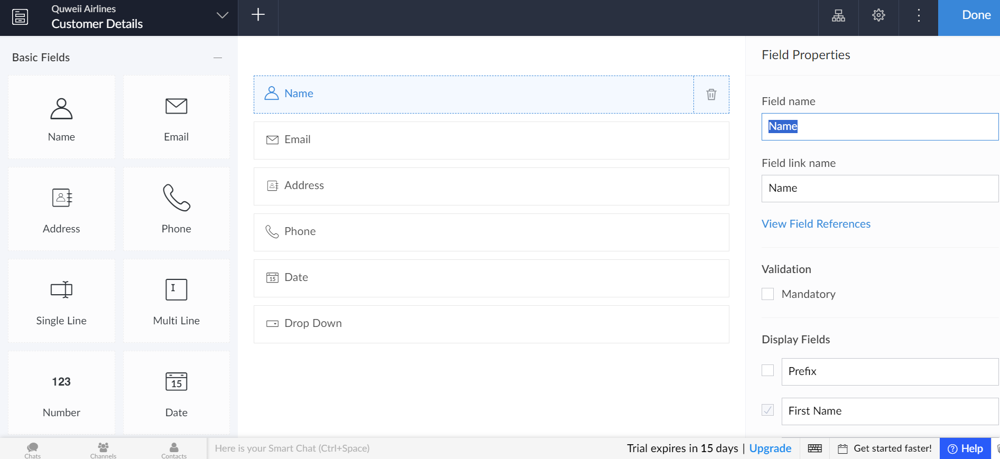 Quweii Airlines
Customer Details
Done
Basic Fields
Name
Email
Address
Phone
Single Line
Multi Line
123
Number
15
Date
Name
Email
Address
Phone
15
Date
Drop Down
Field Properties
Field name
Name
Field link name
Name
View Field References
Validation
Mandatory
Display Fields
Prefix
First Name
Chats
Channels
Contacts
Here is your Smart Chat (Ctrl+Space)
Trial expires in 15 days | Upgrade
Get started faster!
? Help